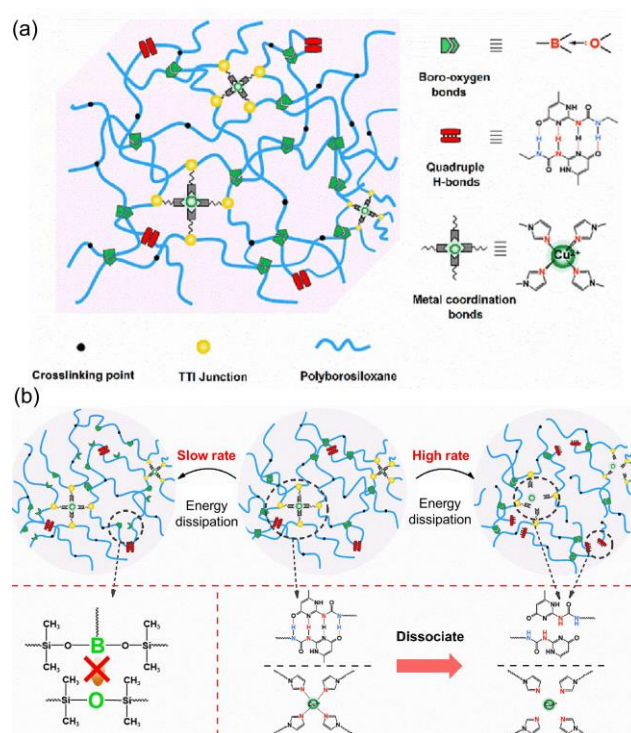 (a)
B
:O
Boro-oxygen
bonds
Quadruple
H-bonds
Cu²⁺
Metal coordination
bonds
Crosslinking point
TTI Junction
Polyborosiloxane
(b)
Slow rate
Energy
dissipation
High rate
Energy
dissipation
CH₃ CH₃
Si O B O Si
CH₃ CH₃
CH₃ CH₃
Si O Si
CH₃ CH₃
Dissociate